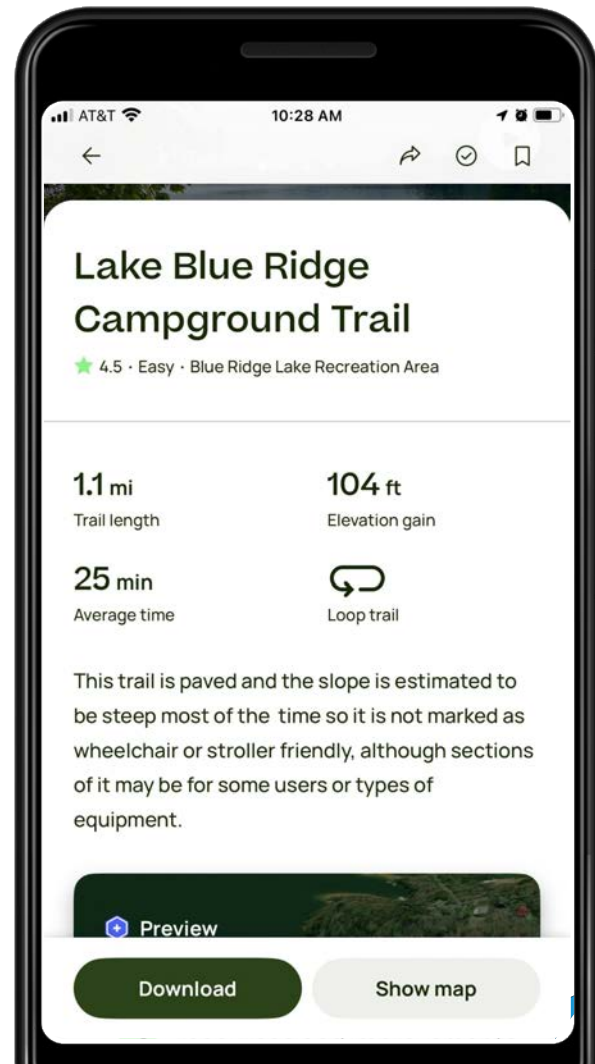 AT&T 10:28 AM
Lake Blue Ridge
Campground Trail
4.5 · Easy · Blue Ridge Lake Recreation Area
1.1 mi 104 ft
Trail length Elevation gain
25 min
Average time Loop trail
This trail is paved and the slope is estimated to
be steep most of the time so it is not marked as
wheelchair or stroller friendly, although sections
of it may be for some users or types of
equipment.
Preview
Download Show map